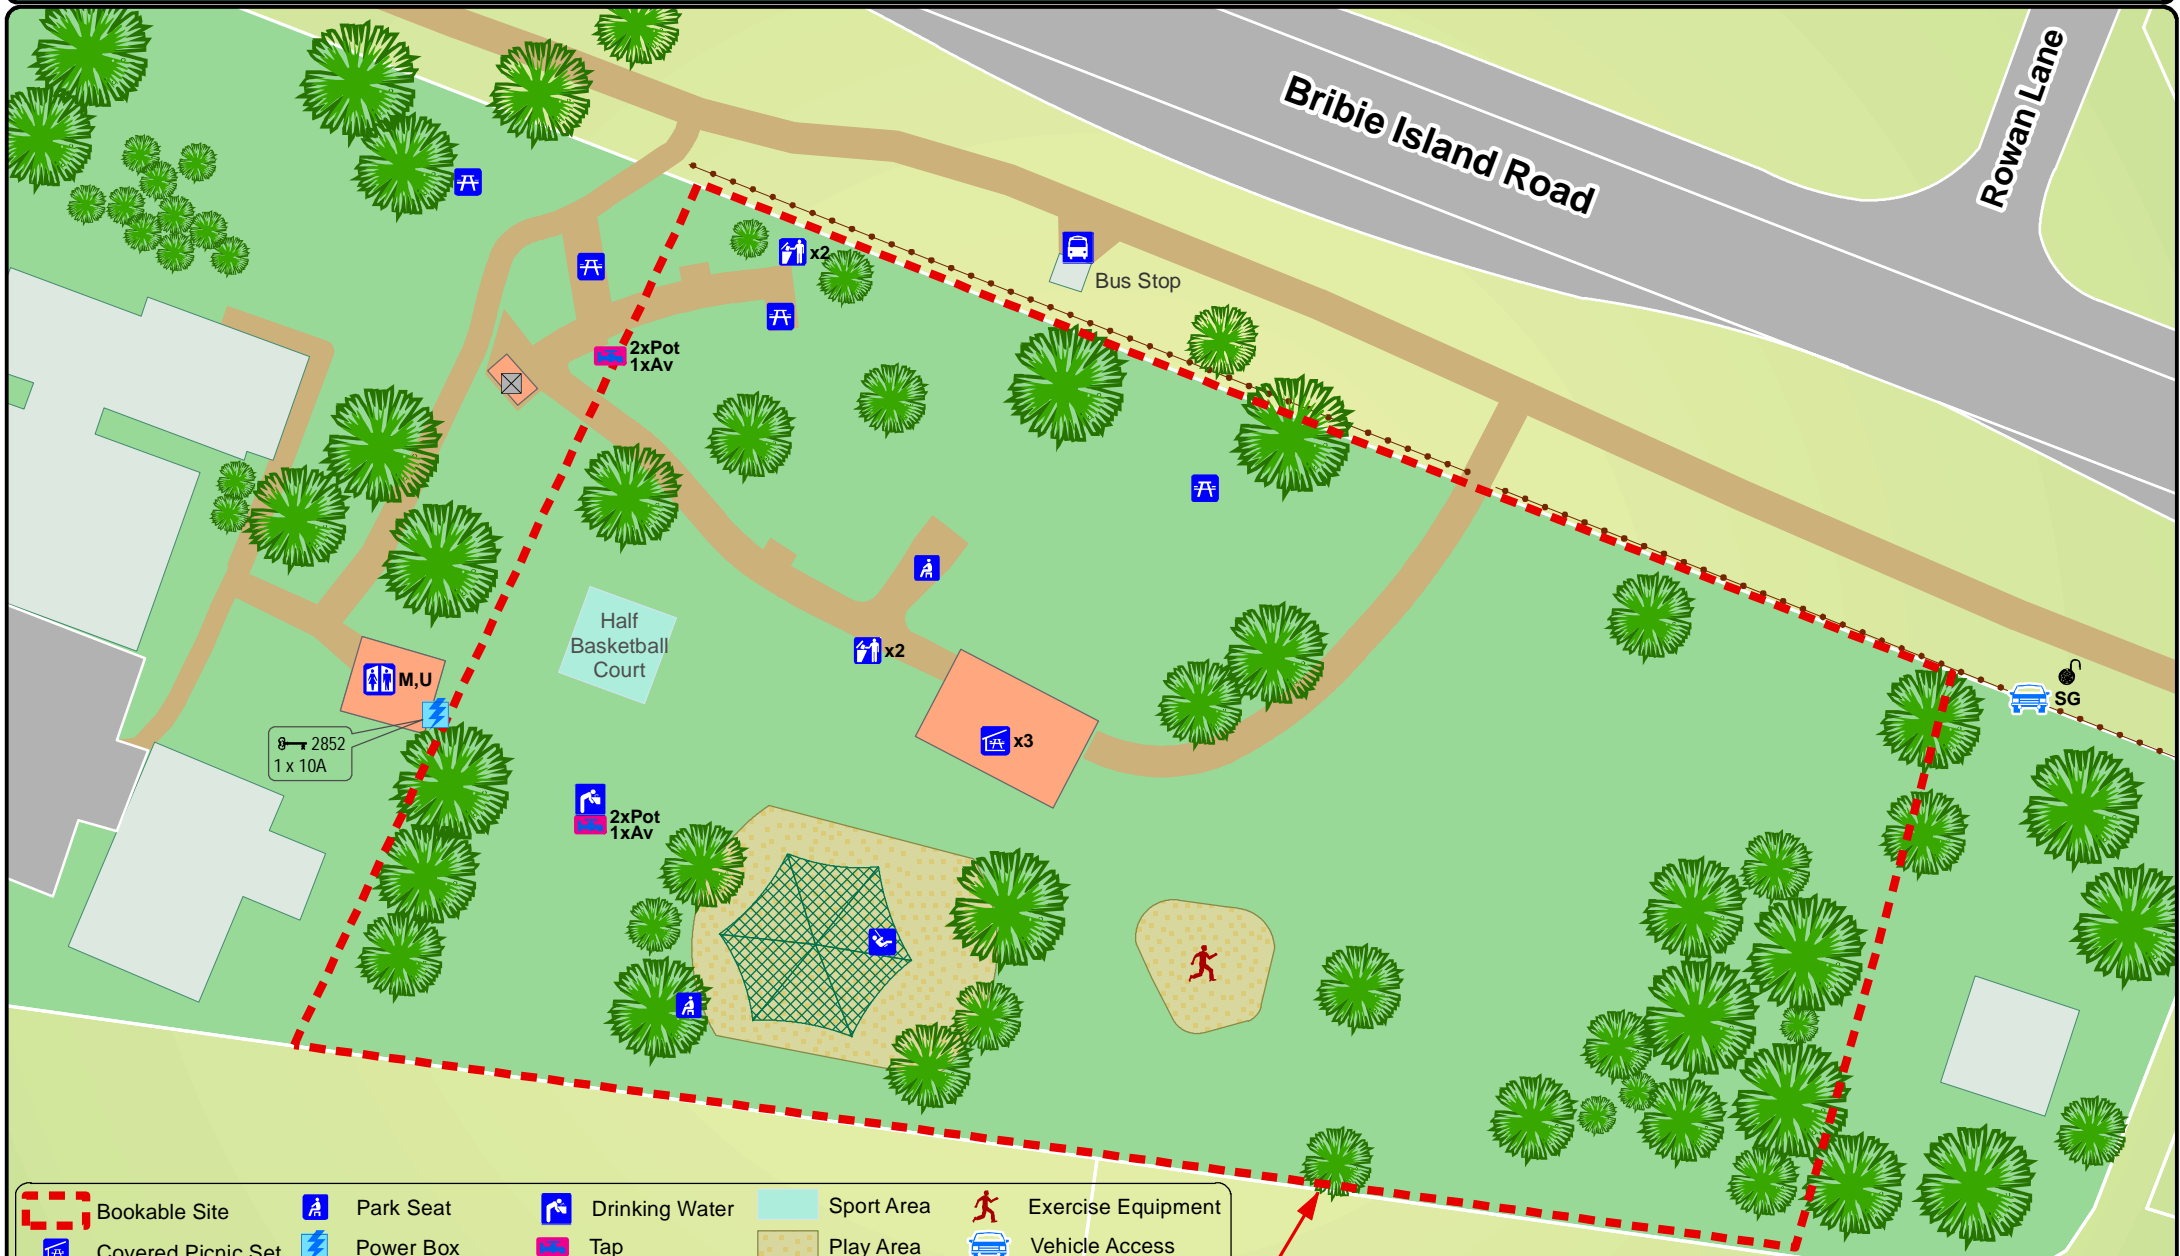 Bribie Island Road
Rowan Lane
x2
Bus Stop
2xPot
1xAv
Half
Basketball
Court
x2
M,U
SG
x3
2852
1 x 10A
2xPot
1xAv
Bookable Site
Park Seat
Drinking Water
Sport Area
Exercise Equipment
Covered Picnic Set
Power Box
Tap
Play Area
Vehicle Access